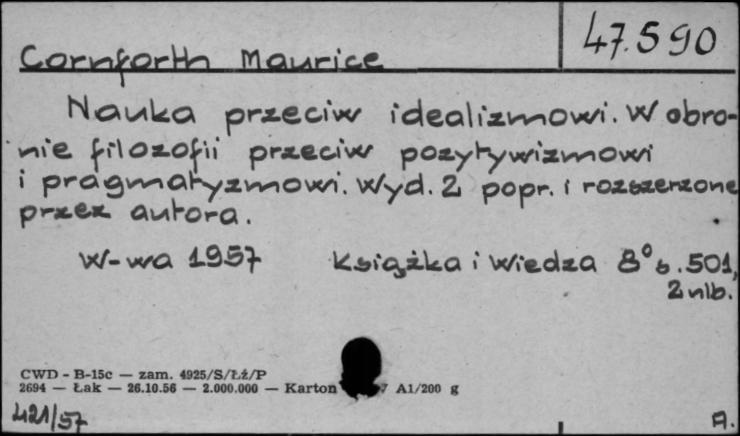 47.590
Cornforth Maurice
Nauka przeciw idealizmowi. W obro-
nie filozofii przeciw pozytywizmowi
i pragmatyzmowi. Wyd. 2 popr. i rozszerzone
przez autora.
W-wa 1957 Książka i Wiedza 8° s. 501,
2 nlb.
CWD - B-15c — zam. 4925/S/Łż/P
2694 — Łak — 26.10.56 — 2.000.000 — Karton 7 A1/200 g
421/57 A.